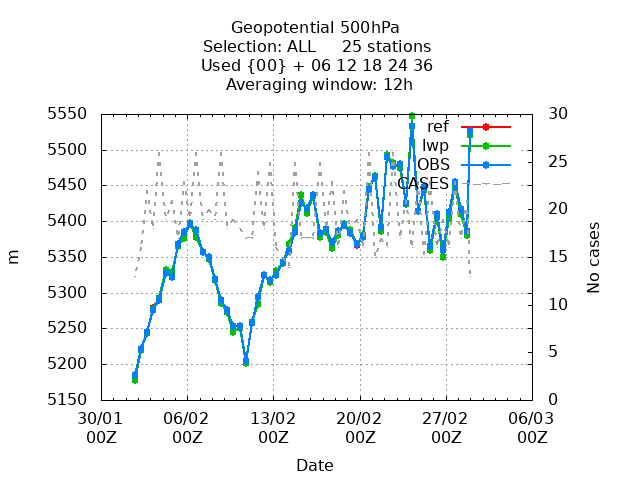 Geopotential 500hPa
Selection: ALL     25 stations
Used {00} + 06 12 18 24 36
Averaging window: 12h
ref
lwp
OBS
CASES
5550
5500
5450
5400
5350
5300
5250
5200
5150
m
30
25
20
15
10
5
0
No cases
30/01 06/02 13/02 20/02 27/02 06/03
00Z 00Z 00Z 00Z 00Z 00Z
Date